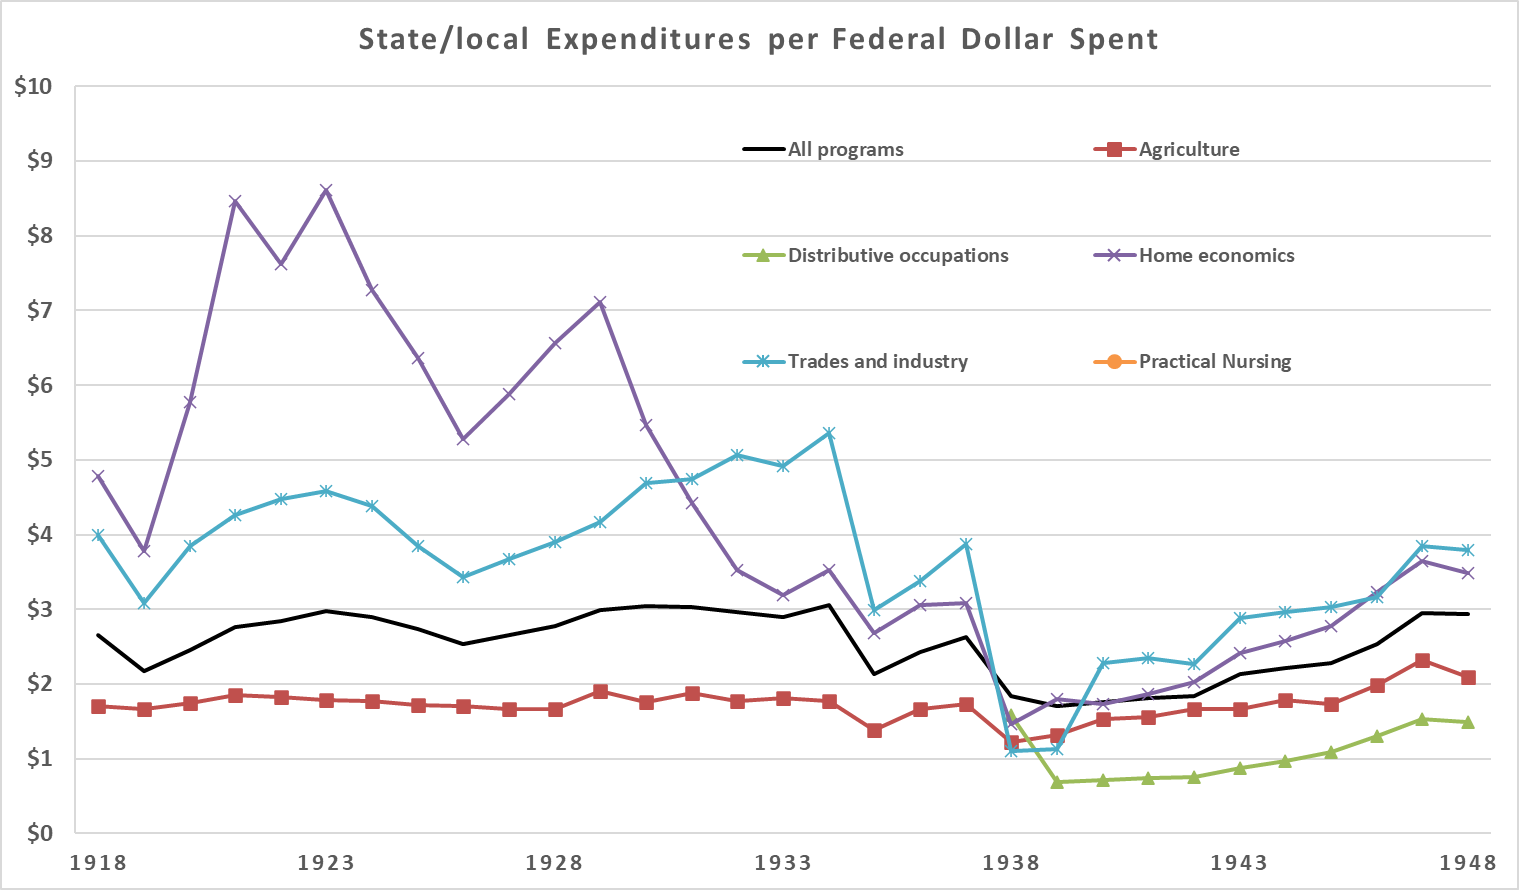 State/local Expenditures per Federal Dollar Spent
$10
$9
$8
$7
$6
$5
$4
$3
$2
$1
$0
All programs
Agriculture
Distributive occupations
Home economics
Trades and industry
Practical Nursing
1918 1923 1928 1933 1938 1943 1948